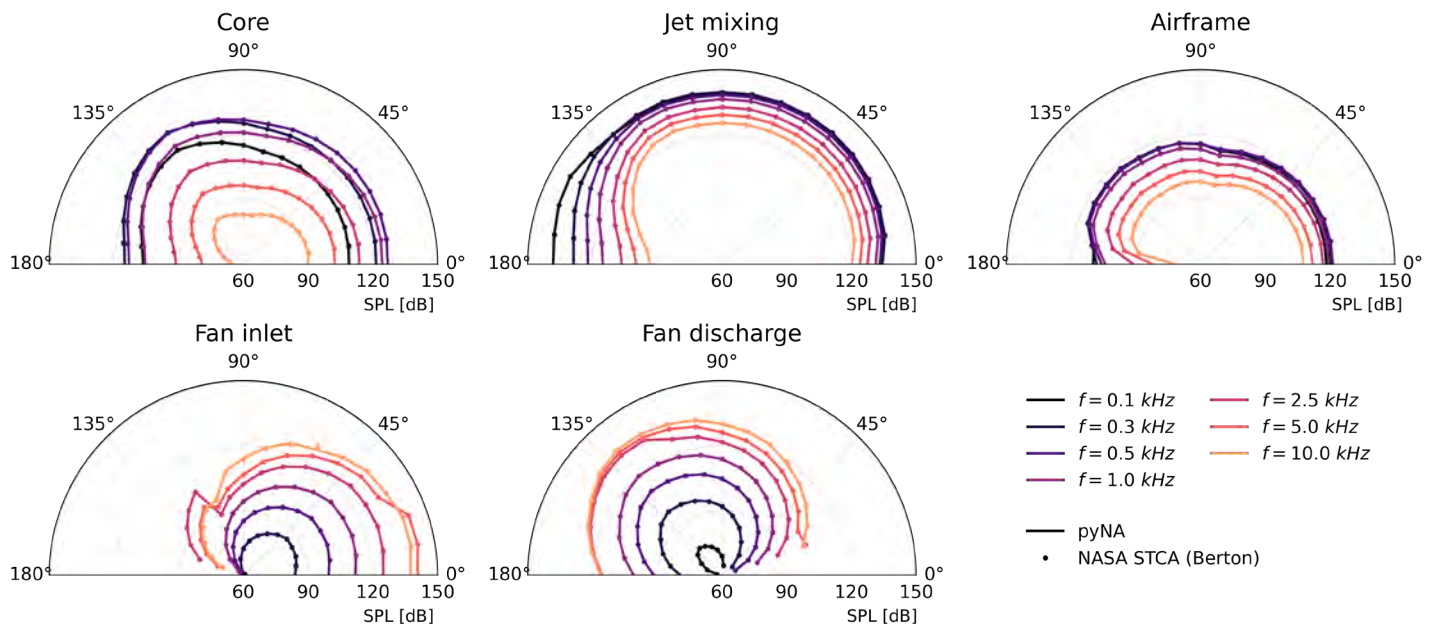 Core
90°
135°
45°
180°
0°
60 90 120 150
SPL [dB]
Jet mixing
90°
135°
45°
180°
0°
60 90 120 150
SPL [dB]
Airframe
90°
135°
45°
180°
0°
60 90 120 150
SPL [dB]
Fan inlet
90°
135°
45°
180°
0°
60 90 120 150
SPL [dB]
Fan discharge
90°
135°
45°
180°
0°
60 90 120 150
SPL [dB]
f = 0.1 kHz
f = 0.3 kHz
f = 0.5 kHz
f = 1.0 kHz
f = 2.5 kHz
f = 5.0 kHz
f = 10.0 kHz
pyNA
NASA STCA (Berton)